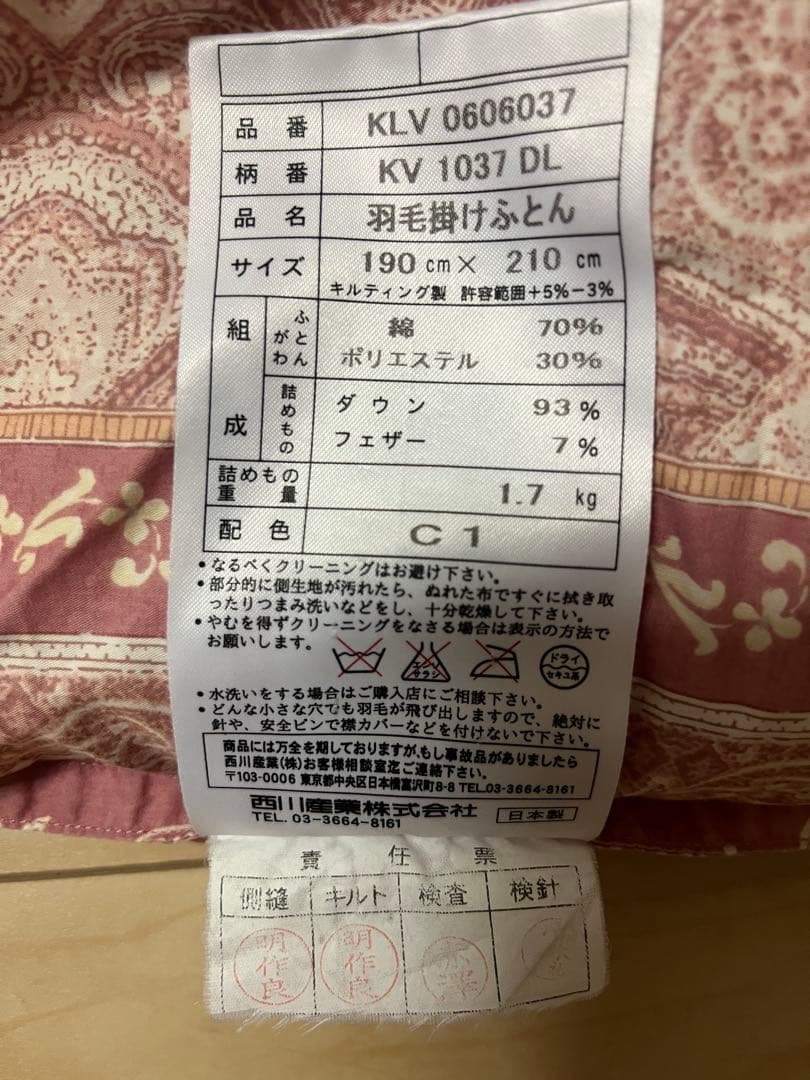 品番 KLV 0606037
柄番 KV 1037 DL
品名 羽毛掛けふとん
サイズ 190 cm × 210 cm
キルティング製 許容範囲+5%-3%
組成 ふとんがわ 綿 70%
ポリエステル 30%
詰めもの ダウン 93%
フェザー 7%
詰めもの重量 1.7 kg
配色 C1
・なるべくクリーニングはお避け下さい。
・部分的に側生地が汚れたら、ぬれた布ですぐに拭き取
ったりつまみ洗いなどをし、十分乾燥して下さい。
・やむを得ずクリーニングをなさる場合は表示の方法で
お願いします。
エンソ
サラシ
ドライ
セキユ系
・水洗いをする場合はご購入店にご相談下さい。
・どんな小さな穴でも羽毛が飛び出しますので、絶対に
針や、安全ピンで襟カバーなどを付けないで下さい。
商品には万全を期しておりますが、もし事故品がありましたら
西川産業(株)お客様相談室迄ご連絡下さい。
〒103-0006 東京都中央区日本橋富沢町8-8 TEL.03-3664-8161
西川産業株式会社
TEL. 03-3664-8161
日本製
責任票
側縫 キルト 検査 検針
明作良 明作良